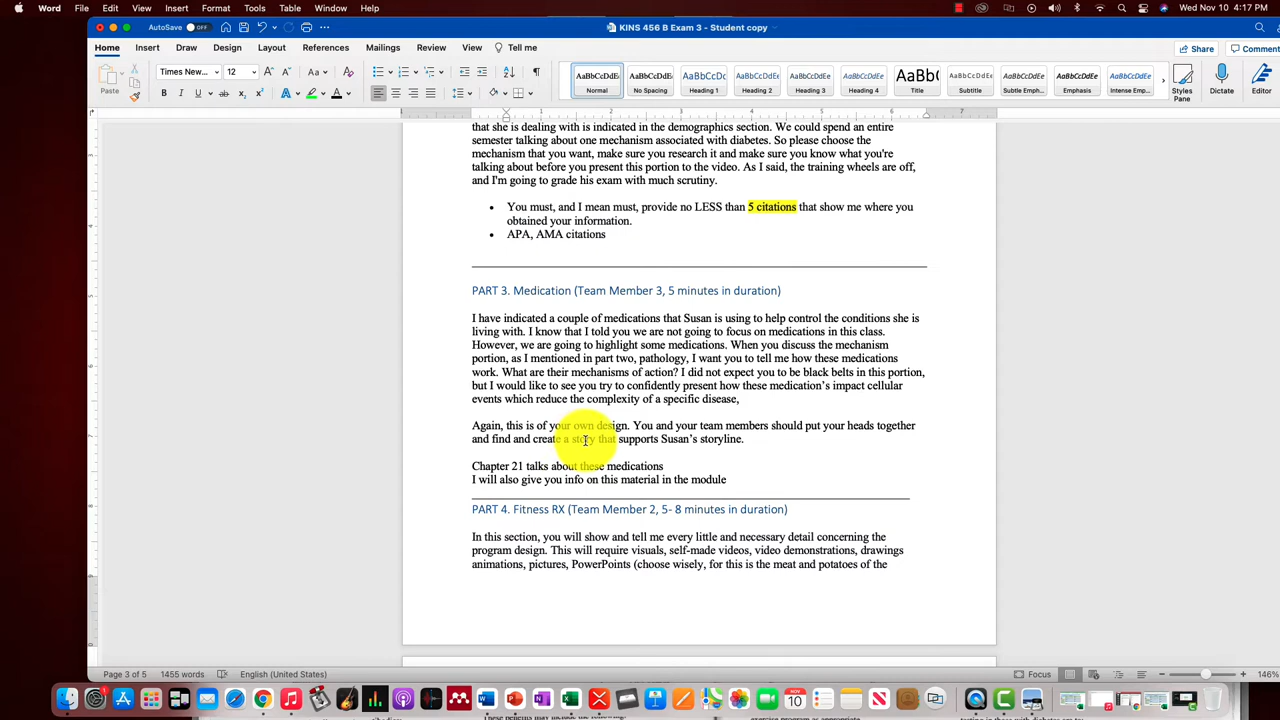 Word File Edit View Insert Format Tools Table Window Help Wed Nov 10 4:17 PM
AutoSave OFF KINS 456 B Exam 3 - Student copy
Home Insert Draw Design Layout References Mailings Review View Tell me Share Comment
Paste Times New... 12 AaBbCcDdEe AaBbCcDdEe AaBbCcDc AaBbCcDdEe AaBbCcDdEe AaBbCcDdEe AaBbCcDd AaBbCcDdEe AaBbCcDdEe AaBbCcDdEe AaBbCcDdEe
Normal No Spacing Heading 1 Heading 2 Heading 3 Heading 4 Title Subtitle Subtle Emph... Emphasis Intense Emp... Styles Pane Dictate Editor
that she is dealing with is indicated in the demographics section. We could spend an entire
semester talking about one mechanism associated with diabetes. So please choose the
mechanism that you want, make sure you research it and make sure you know what you're
talking about before you present this portion to the video. As I said, the training wheels are off,
and I'm going to grade his exam with much scrutiny.
• You must, and I mean must, provide no LESS than 5 citations that show me where you
obtained your information.
• APA, AMA citations
PART 3. Medication (Team Member 3, 5 minutes in duration)
I have indicated a couple of medications that Susan is using to help control the conditions she is
living with. I know that I told you we are not going to focus on medications in this class.
However, we are going to highlight some medications. When you discuss the mechanism
portion, as I mentioned in part two, pathology, I want you to tell me how these medications
work. What are their mechanisms of action? I did not expect you to be black belts in this portion,
but I would like to see you try to confidently present how these medication's impact cellular
events which reduce the complexity of a specific disease,
Again, this is of your own design. You and your team members should put your heads together
and find and create a story that supports Susan's storyline.
Chapter 21 talks about these medications
I will also give you info on this material in the module
PART 4. Fitness RX (Team Member 2, 5- 8 minutes in duration)
In this section, you will show and tell me every little and necessary detail concerning the
program design. This will require visuals, self-made videos, video demonstrations, drawings
animations, pictures, PowerPoints (choose wisely, for this is the meat and potatoes of the
Page 3 of 5 1455 words English (United States) Focus 146%